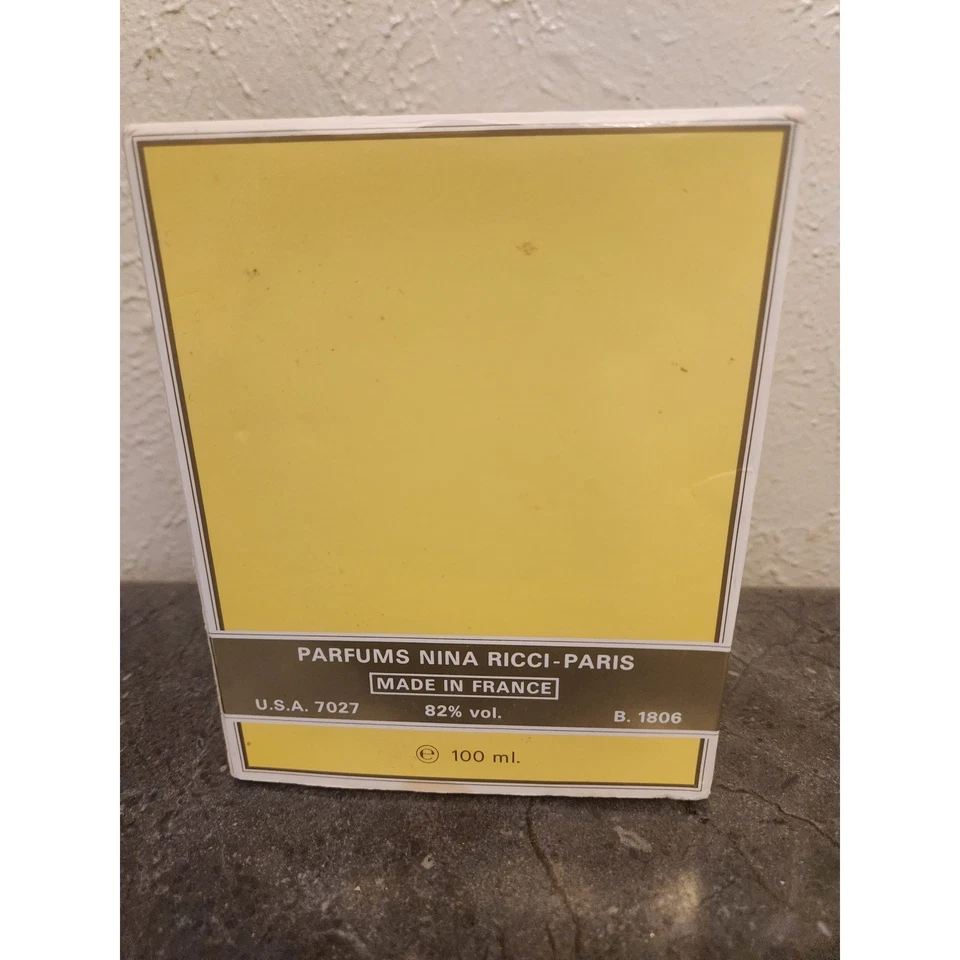 PARFUMS NINA RICCI-PARIS
MADE IN FRANCE
U.S.A. 7027 82% vol. B. 1806
℮ 100 ml.